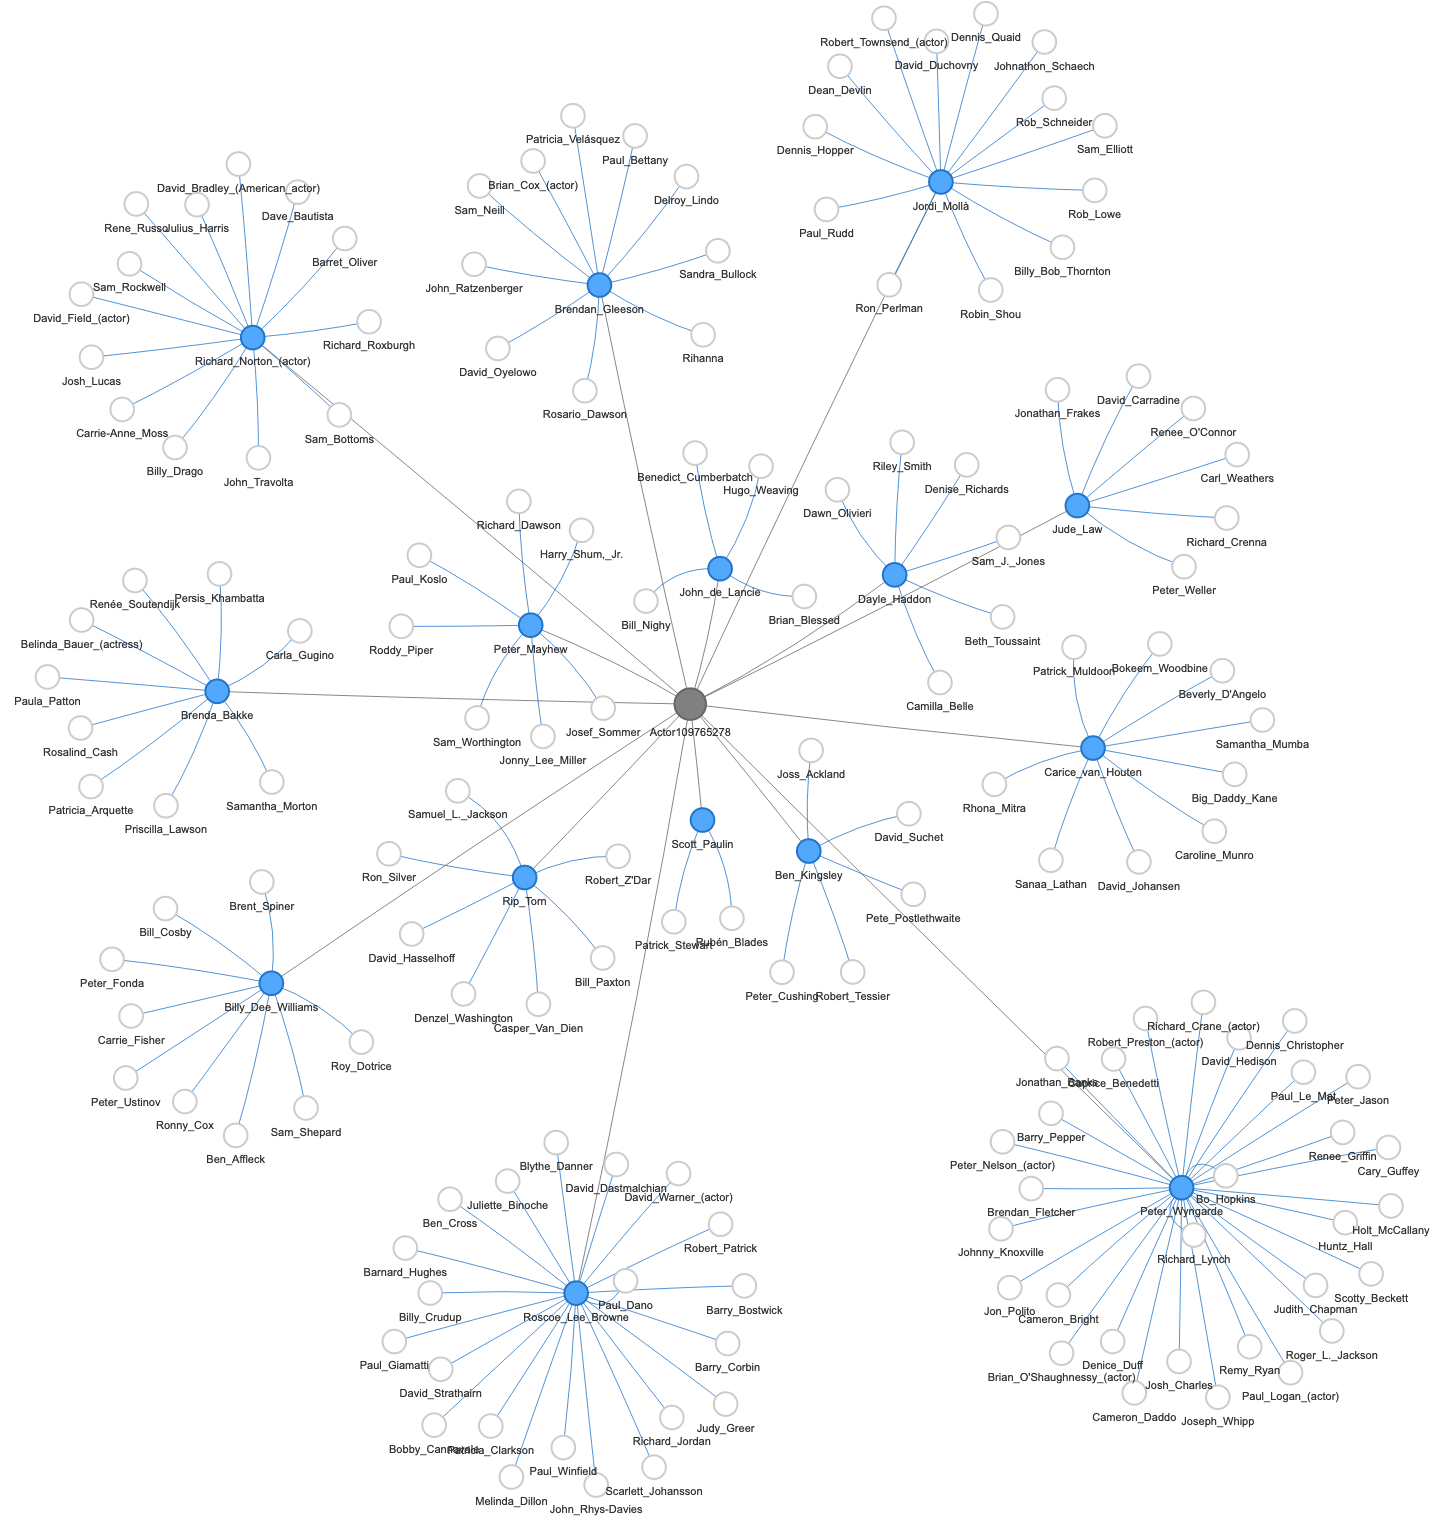 Dennis_Quaid
Robert_Townsend_(actor)
David_Duchovny
Johnathon_Schaech
Dean_Devlin
Rob_Schneider
Dennis_Hopper
Sam_Elliott
Jordi_Mollà
Rob_Lowe
Paul_Rudd
Billy_Bob_Thornton
Ron_Perlman
Robin_Shou
Patricia_Velásquez
Paul_Bettany
Brian_Cox_(actor)
Delroy_Lindo
Sam_Neill
Sandra_Bullock
John_Ratzenberger
Brendan_Gleeson
Rihanna
David_Oyelowo
Rosario_Dawson
David_Bradley_(American_actor)
Dave_Bautista
Rene_Russo
Julius_Harris
Barret_Oliver
Sam_Rockwell
David_Field_(actor)
Richard_Roxburgh
Richard_Norton_(actor)
Josh_Lucas
Carrie-Anne_Moss
Sam_Bottoms
Billy_Drago
John_Travolta
Jonathan_Frakes
David_Carradine
Renee_O'Connor
Carl_Weathers
Jude_Law
Richard_Crenna
Peter_Weller
Benedict_Cumberbatch
Hugo_Weaving
John_de_Lancie
Bill_Nighy
Brian_Blessed
Riley_Smith
Denise_Richards
Dawn_Olivieri
Sam_J._Jones
Dayle_Haddon
Beth_Toussaint
Camilla_Belle
Richard_Dawson
Harry_Shum,_Jr.
Paul_Koslo
Roddy_Piper
Peter_Mayhew
Sam_Worthington
Josef_Sommer
Jonny_Lee_Miller
Persis_Khambatta
Renée_Soutendijk
Belinda_Bauer_(actress)
Carla_Gugino
Paula_Patton
Brenda_Bakke
Rosalind_Cash
Patricia_Arquette
Priscilla_Lawson
Samantha_Morton
Actor109765278
Patrick_Muldoon
Bokeem_Woodbine
Beverly_D'Angelo
Samantha_Mumba
Carice_van_Houten
Big_Daddy_Kane
Rhona_Mitra
Caroline_Munro
Sanaa_Lathan
David_Johansen
Joss_Ackland
David_Suchet
Ben_Kingsley
Pete_Postlethwaite
Peter_Cushing
Robert_Tessier
Scott_Paulin
Patrick_Stewart
Rubén_Blades
Samuel_L._Jackson
Ron_Silver
Robert_Z'Dar
Rip_Torn
David_Hasselhoff
Bill_Paxton
Denzel_Washington
Casper_Van_Dien
Brent_Spiner
Bill_Cosby
Peter_Fonda
Billy_Dee_Williams
Carrie_Fisher
Roy_Dotrice
Peter_Ustinov
Ronny_Cox
Sam_Shepard
Ben_Affleck
Richard_Crane_(actor)
Robert_Preston_(actor)
Dennis_Christopher
David_Hedison
Jonathan_Banks
Caprice_Benedetti
Paul_Le_Mat
Peter_Jason
Barry_Pepper
Renee_Griffin
Peter_Nelson_(actor)
Cary_Guffey
Bo_Hopkins
Brendan_Fletcher
Peter_Wyngarde
Holt_McCallany
Huntz_Hall
Johnny_Knoxville
Richard_Lynch
Scotty_Beckett
Jon_Polito
Judith_Chapman
Cameron_Bright
Roger_L._Jackson
Denice_Duff
Remy_Ryan
Brian_O'Shaughnessy_(actor)
Josh_Charles
Paul_Logan_(actor)
Cameron_Daddo
Joseph_Whipp
Blythe_Danner
David_Dastmalchian
David_Warner_(actor)
Juliette_Binoche
Ben_Cross
Robert_Patrick
Barnard_Hughes
Paul_Dano
Barry_Bostwick
Billy_Crudup
Roscoe_Lee_Browne
Paul_Giamatti
Barry_Corbin
David_Strathairn
Judy_Greer
Richard_Jordan
Bobby_Cannavale
Patricia_Clarkson
Paul_Winfield
Scarlett_Johansson
Melinda_Dillon
John_Rhys-Davies